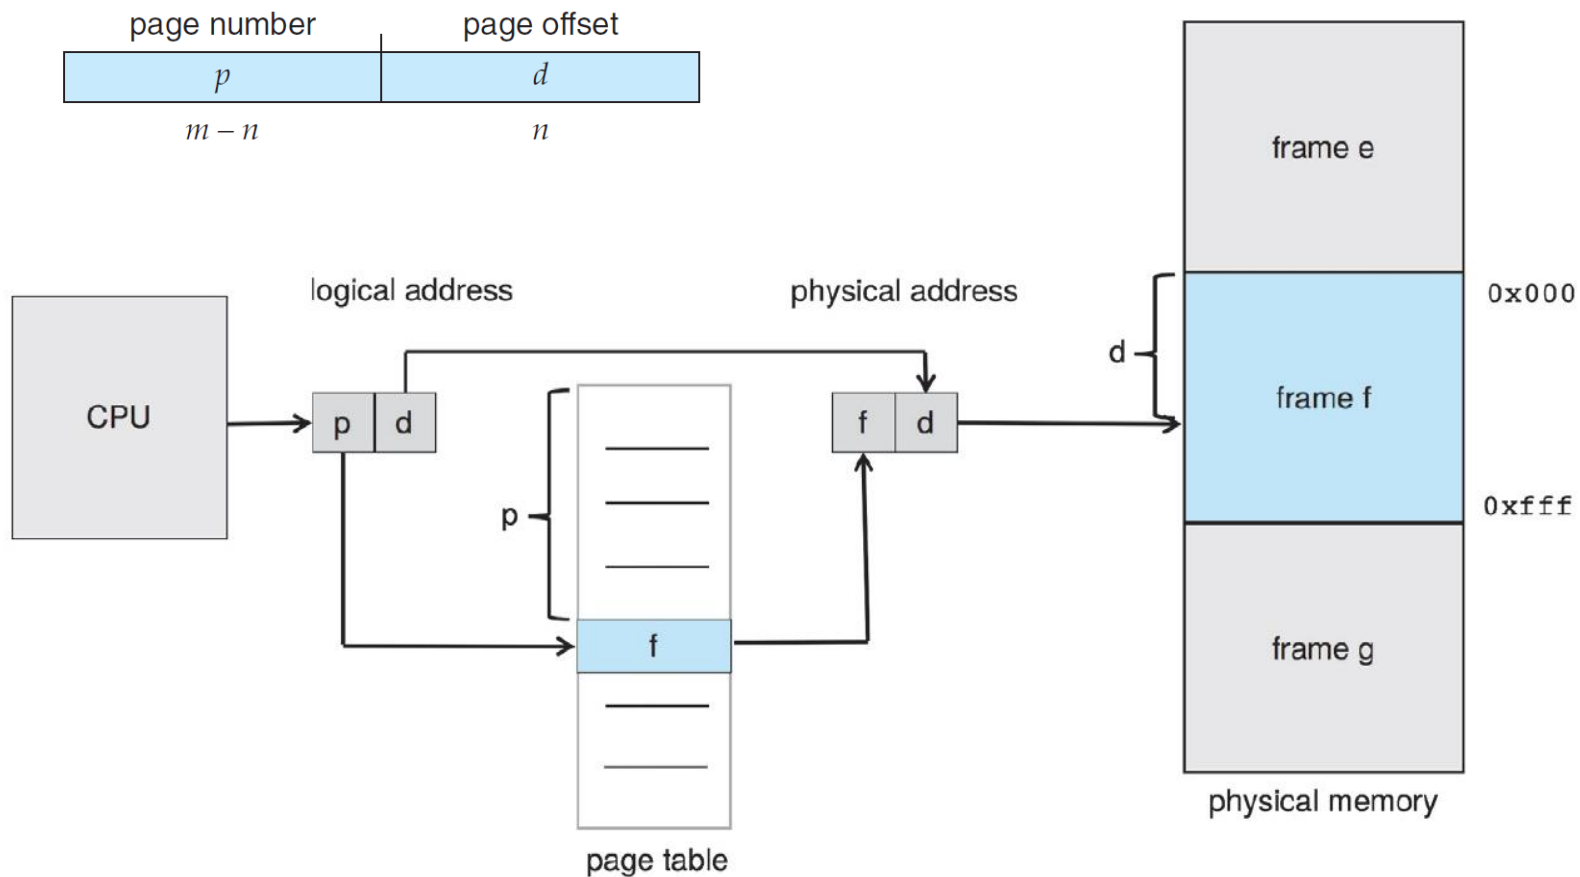 page number page offset
p d
m – n n
frame e
logical address physical address
0x000
d
CPU
p d
f d
frame f
p
0xfff
f
frame g
physical memory
page table